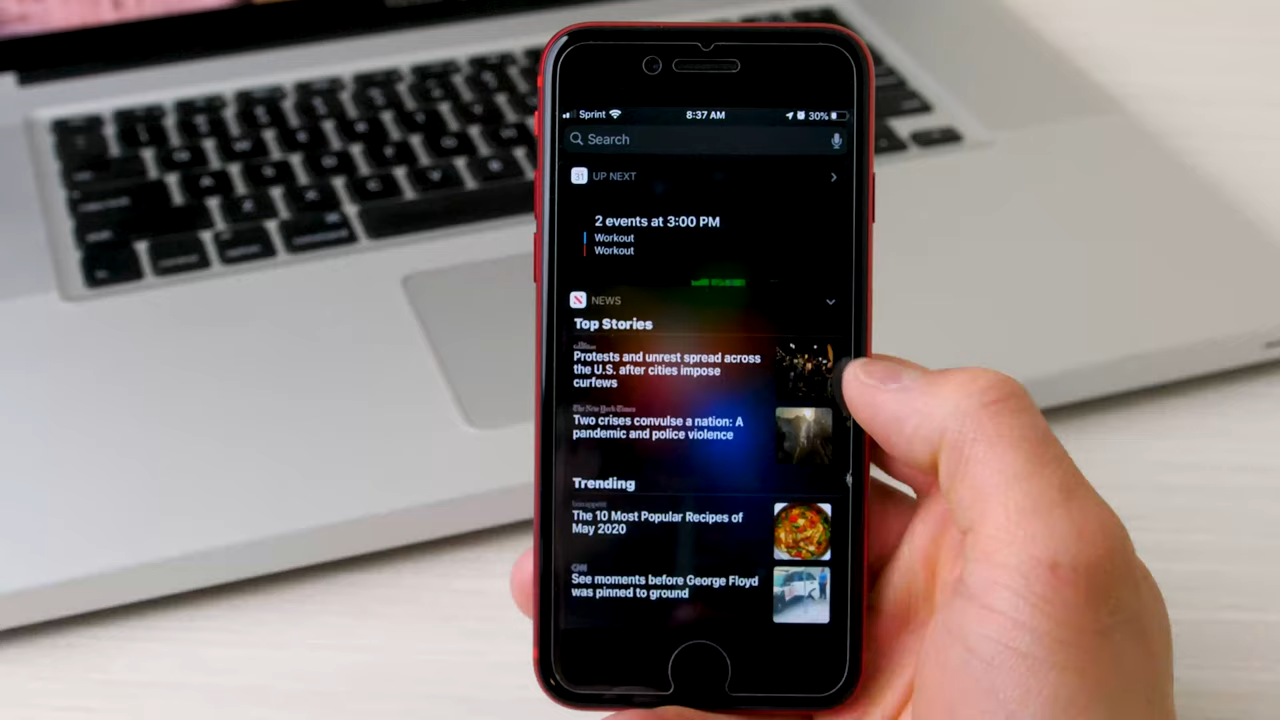 Sprint 8:37 AM 30%
Search
31 UP NEXT
2 events at 3:00 PM
Workout
Workout
NEWS
Top Stories
Protests and unrest spread across
the U.S. after cities impose
curfews
The New York Times
Two crises convulse a nation: A
pandemic and police violence
Trending
bon appétit
The 10 Most Popular Recipes of
May 2020
CNN
See moments before George Floyd
was pinned to ground